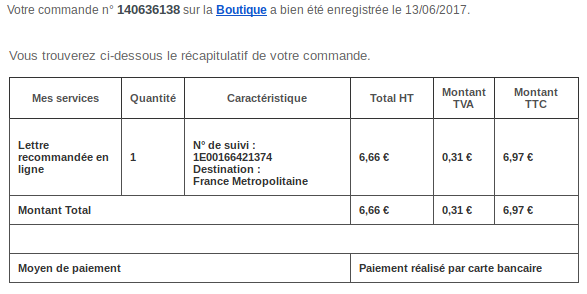 Votre commande n° 140636138 sur la Boutique a bien été enregistrée le 13/06/2017.
Vous trouverez ci-dessous le récapitulatif de votre commande.
Mes services Quantité Caractéristique Total HT Montant TVA Montant TTC
Lettre recommandée en ligne 1 N° de suivi : 1E00166421374 Destination : France Metropolitaine 6,66 € 0,31 € 6,97 €
Montant Total 6,66 € 0,31 € 6,97 €
Moyen de paiement Paiement réalisé par carte bancaire